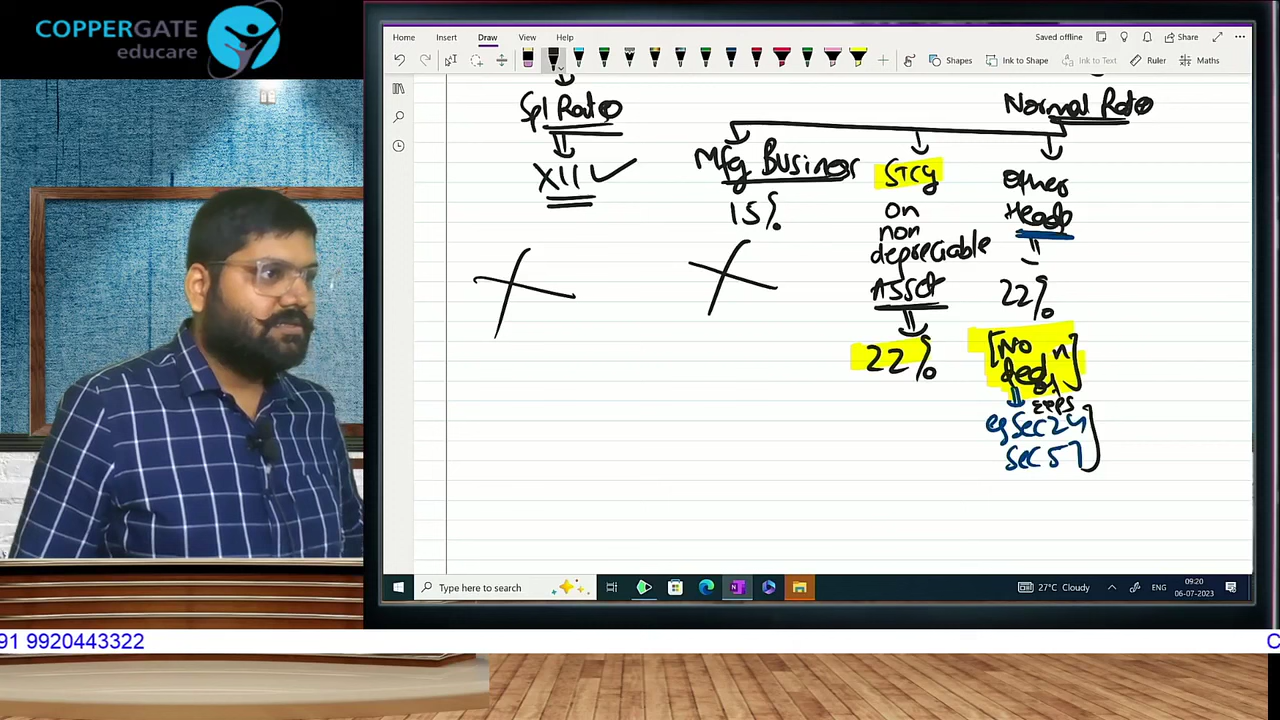 COPPERGATE
educare
Home Insert Draw View Help
Saved offline
Share
Shapes
Ink to Shape
Ink to Text
Ruler
Maths
Spl Rate
XII
Normal Rate
Mfg Business
15%
STCG
on
non
depreciable
Asset
22%
Other
Heads
22%
[No
dedn
or
Exps]
eg Sec 24
Sec 57
Type here to search
27°C Cloudy
ENG
09:20
06-07-2023
91 9920443322
C